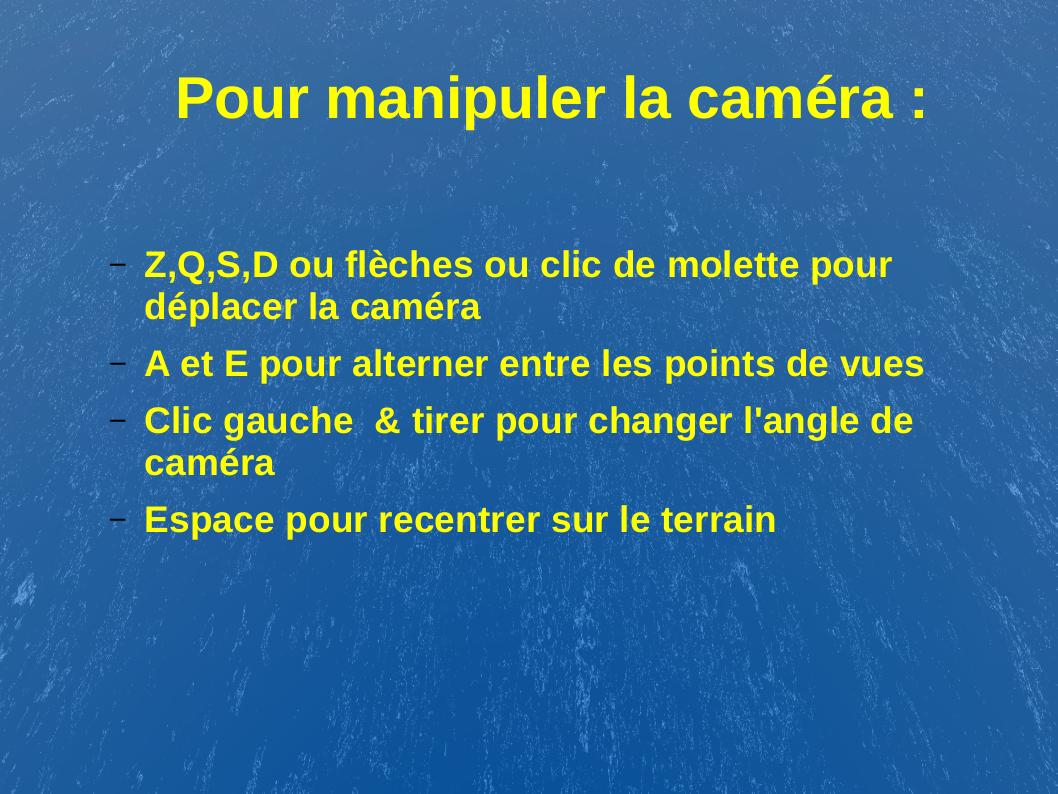 Pour manipuler la caméra :
– Z,Q,S,D ou flèches ou clic de molette pour
déplacer la caméra
– A et E pour alterner entre les points de vues
– Clic gauche  & tirer pour changer l'angle de
caméra
– Espace pour recentrer sur le terrain